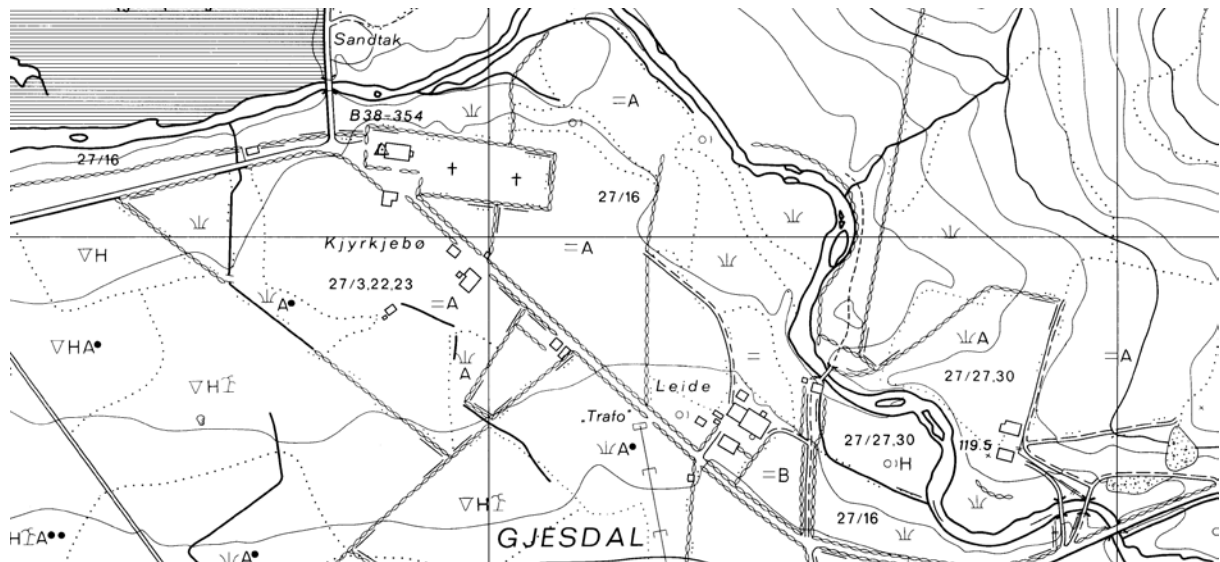 Sandtak
B38-354
=A
27/16
27/16
Kjyrkjebø
=A
▽H
27/3,22,23
A●
=A
▽HA●
A
=A
▽H
A
=
27/27,30
Leide
„Trafo"
A●
27/27,30
119.5
H
=B
▽H
27/16
GJESDAL
H A●●
A●